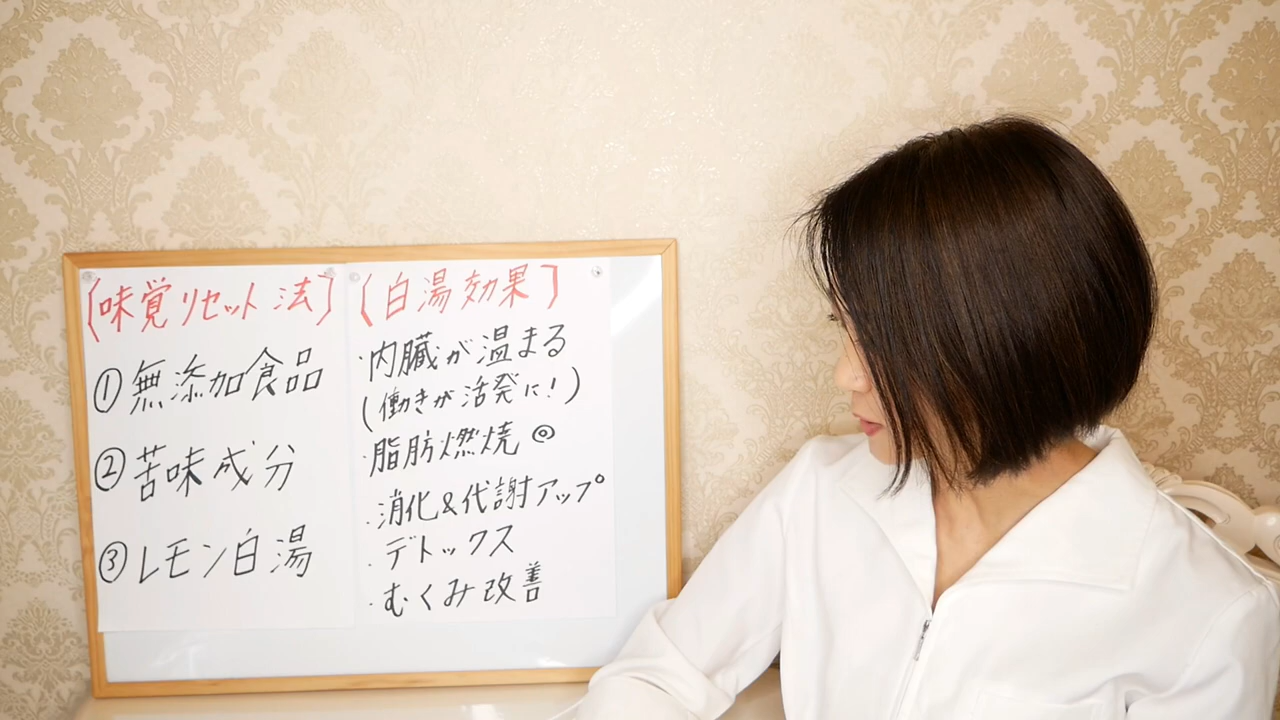 [味覚リセット法]
①無添加食品
②苦味成分
③レモン白湯
[白湯効果]
・内臓が温まる
(働きが活発に!)
・脂肪燃焼◎
・消化&代謝アップ
・デトックス
・むくみ改善